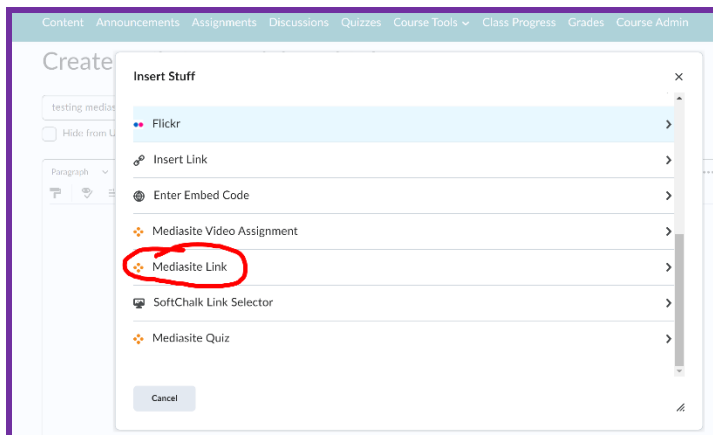 Content Announcements Assignments Discussions Quizzes Course Tools Class Progress Grades Course Admin
Create
Insert Stuff
testing medias
Hide from U
Flickr
Paragraph
Insert Link
Enter Embed Code
Mediasite Video Assignment
Mediasite Link
SoftChalk Link Selector
Mediasite Quiz
Cancel